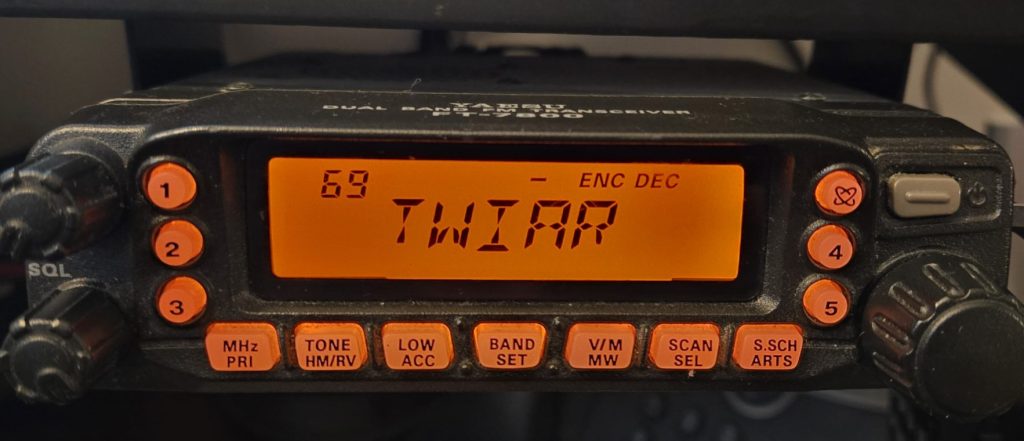 YAESU
DUAL BAND FM TRANSCEIVER
FT-7800
69 - ENC DEC
TWIAR
1
2
3
4
5
SQL
MHz PRI
TONE HM/RV
LOW ACC
BAND SET
V/M MW
SCAN SEL
S.SCH ARTS